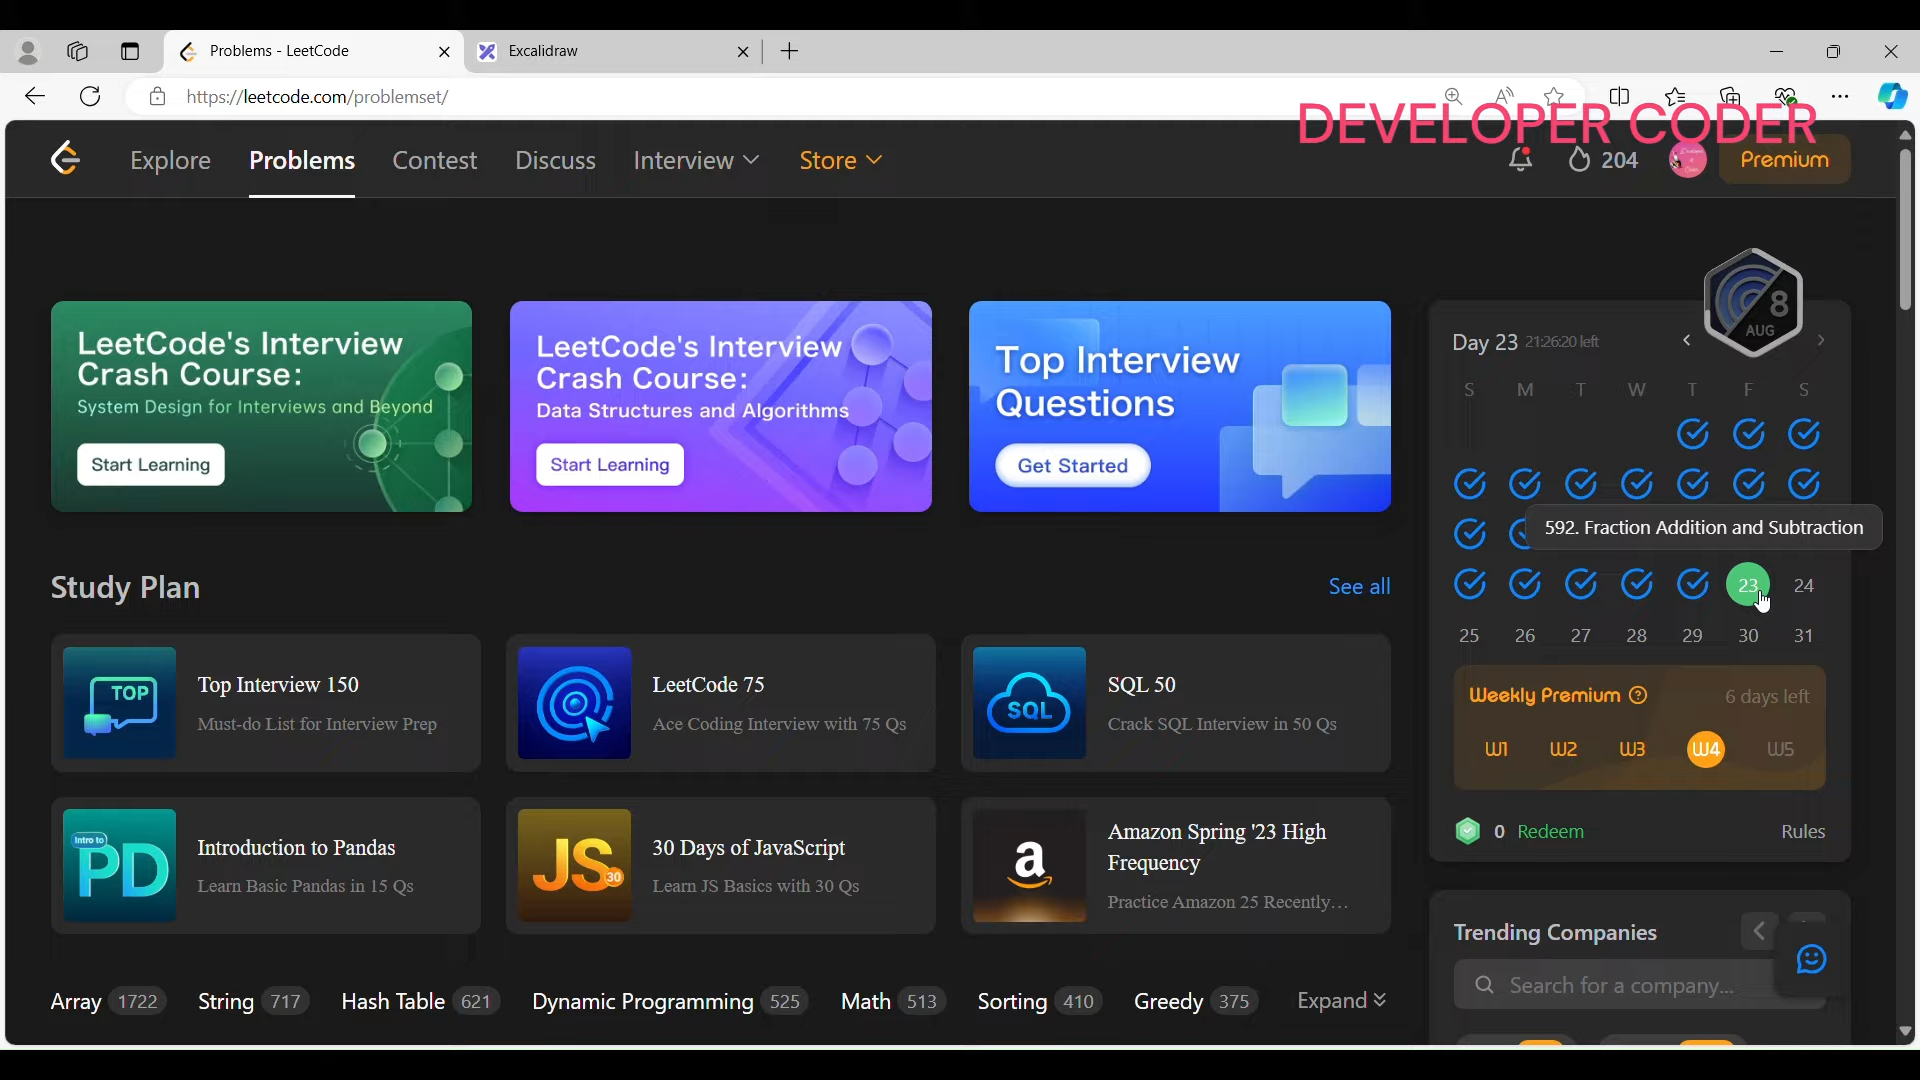 Problems - LeetCode
Excalidraw
https://leetcode.com/problemset/
DEVELOPER CODER
Explore Problems Contest Discuss Interview Store
204
Premium
LeetCode's Interview
Crash Course:
System Design for Interviews and Beyond
Start Learning
LeetCode's Interview
Crash Course:
Data Structures and Algorithms
Start Learning
Top Interview
Questions
Get Started
8
AUG
Day 23 21:26:20 left
S M T W T F S
592. Fraction Addition and Subtraction
23 24
25 26 27 28 29 30 31
Weekly Premium 6 days left
W1 W2 W3 W4 W5
0 Redeem Rules
Study Plan See all
TOP
Top Interview 150
Must-do List for Interview Prep
LeetCode 75
Ace Coding Interview with 75 Qs
SQL
SQL 50
Crack SQL Interview in 50 Qs
Intro to
PD
Introduction to Pandas
Learn Basic Pandas in 15 Qs
JS
30
30 Days of JavaScript
Learn JS Basics with 30 Qs
a
Amazon Spring '23 High
Frequency
Practice Amazon 25 Recently...
Trending Companies
Search for a company...
Array 1722 String 717 Hash Table 621 Dynamic Programming 525 Math 513 Sorting 410 Greedy 375 Expand